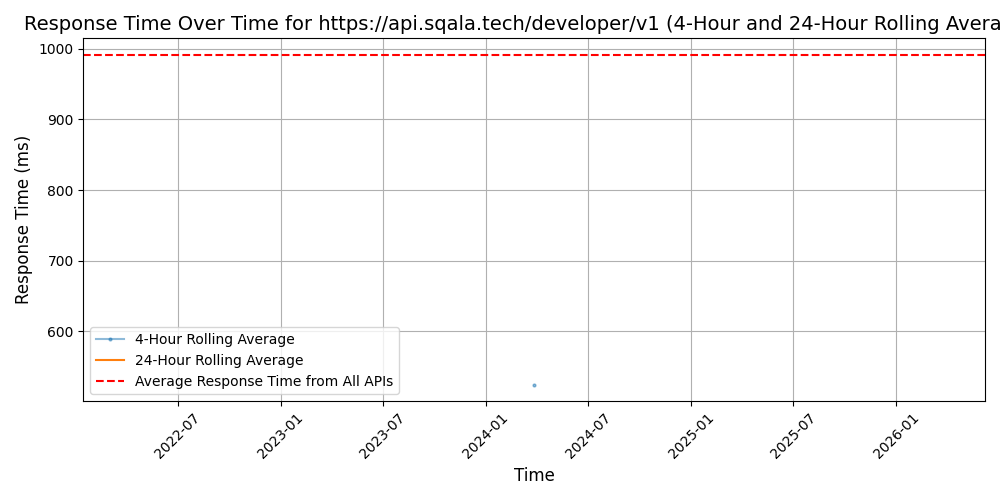 Response Time Over Time for https://api.sqala.tech/developer/v1 (4-Hour and 24-Hour Rolling Avera
1000
900
800
700
600
Response Time (ms)
4-Hour Rolling Average
24-Hour Rolling Average
Average Response Time from All APIs
2022-07
2023-01
2023-07
2024-01
2024-07
2025-01
2025-07
2026-01
Time